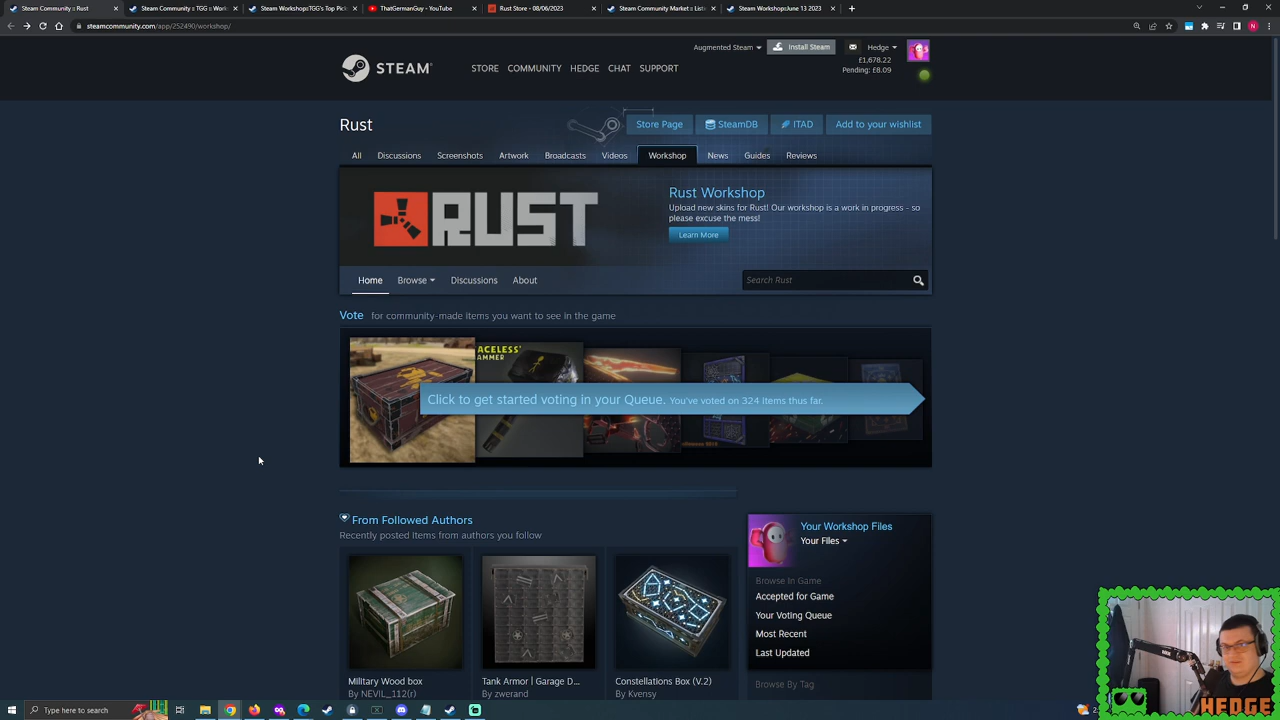 Steam Community :: Rust
Steam Community :: TGG :: Work
Steam Workshop::TGG's Top Pick
ThatGermanGuy - YouTube
Rust Store - 08/06/2023
Steam Community Market :: List
Steam Workshop::June 13 2023
steamcommunity.com/app/252490/workshop/
Augmented Steam
Install Steam
Hedge
£1,678.22
Pending: £8.09
STEAM
STORE COMMUNITY HEDGE CHAT SUPPORT
Rust
Store Page SteamDB ITAD Add to your wishlist
All Discussions Screenshots Artwork Broadcasts Videos Workshop News Guides Reviews
RUST
Rust Workshop
Upload new skins for Rust! Our workshop is a work in progress - so
please excuse the mess!
Learn More
Home Browse Discussions About
Search Rust
Vote for community-made items you want to see in the game
ACELESS'
AMMER
Click to get started voting in your Queue. You've voted on 324 items thus far.
From Followed Authors
Recently posted items from authors you follow
Military Wood box
By NEVIL_112(r)
Tank Armor | Garage D...
By zwerand
Constellations Box (V.2)
By Kvensy
Your Workshop Files
Your Files
Browse In Game
Accepted for Game
Your Voting Queue
Most Recent
Last Updated
Browse By Tag
Type here to search
HEDGE